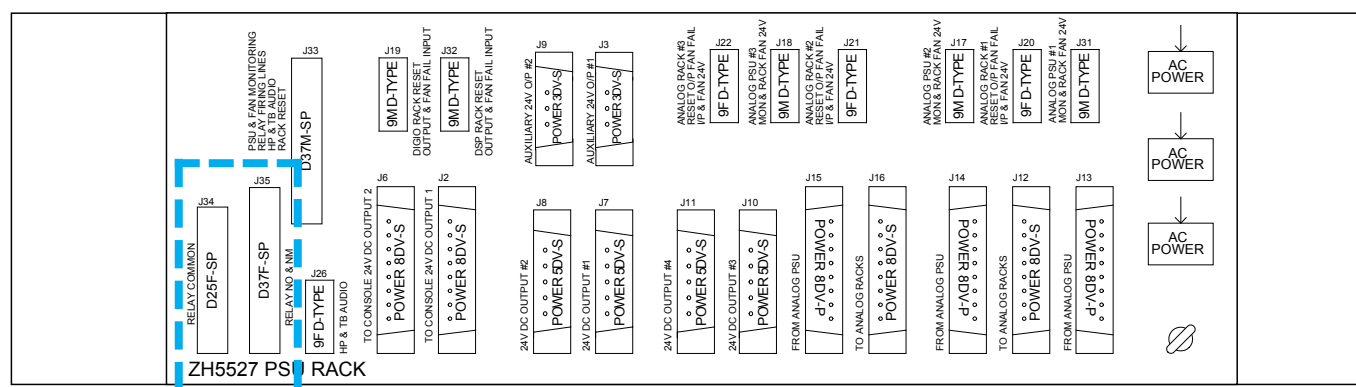 J33
PSU & FAN MONITORING
RELAY FIRING LINES
HP & TB AUDIO
RACK RESET
D37M-SP
J19
9M D-TYPE
DIGIO RACK RESET
OUTPUT & FAN FAIL INPUT
J32
9M D-TYPE
DSP RACK RESET
OUTPUT & FAN FAIL INPUT
J9
AUXILIARY 24V O/P #2
POWER 3DV-S
J3
AUXILIARY 24V O/P #1
POWER 3DV-S
J22
ANALOG RACK #3
RESET O/P FAN FAIL
I/P & FAN 24V
9F D-TYPE
J18
ANALOG PSU #3
MON & RACK FAN 24V
9M D-TYPE
J21
ANALOG RACK #2
RESET O/P FAN FAIL
I/P & FAN 24V
9F D-TYPE
J17
ANALOG PSU #2
MON & RACK FAN 24V
9M D-TYPE
J20
ANALOG RACK #1
RESET O/P FAN FAIL
I/P & FAN 24V
9F D-TYPE
J31
ANALOG PSU #1
MON & RACK FAN 24V
9M D-TYPE
AC
POWER
AC
POWER
AC
POWER
J34
RELAY COMMON
D25F-SP
J35
D37F-SP
RELAY NO & NM
J26
9F D-TYPE
HP & TB AUDIO
J6
TO CONSOLE 24V DC OUTPUT 2
POWER 8DV-S
J2
TO CONSOLE 24V DC OUTPUT 1
POWER 8DV-S
J8
24V DC OUTPUT #2
POWER 5DV-S
J7
24V DC OUTPUT #1
POWER 5DV-S
J11
24V DC OUTPUT #4
POWER 5DV-S
J10
24V DC OUTPUT #3
POWER 5DV-S
J15
FROM ANALOG PSU
POWER 8DV-P
J16
TO ANALOG RACKS
POWER 8DV-S
J14
FROM ANALOG PSU
POWER 8DV-P
J12
TO ANALOG RACKS
POWER 8DV-S
J13
FROM ANALOG PSU
POWER 8DV-P
ZH5527 PSU RACK